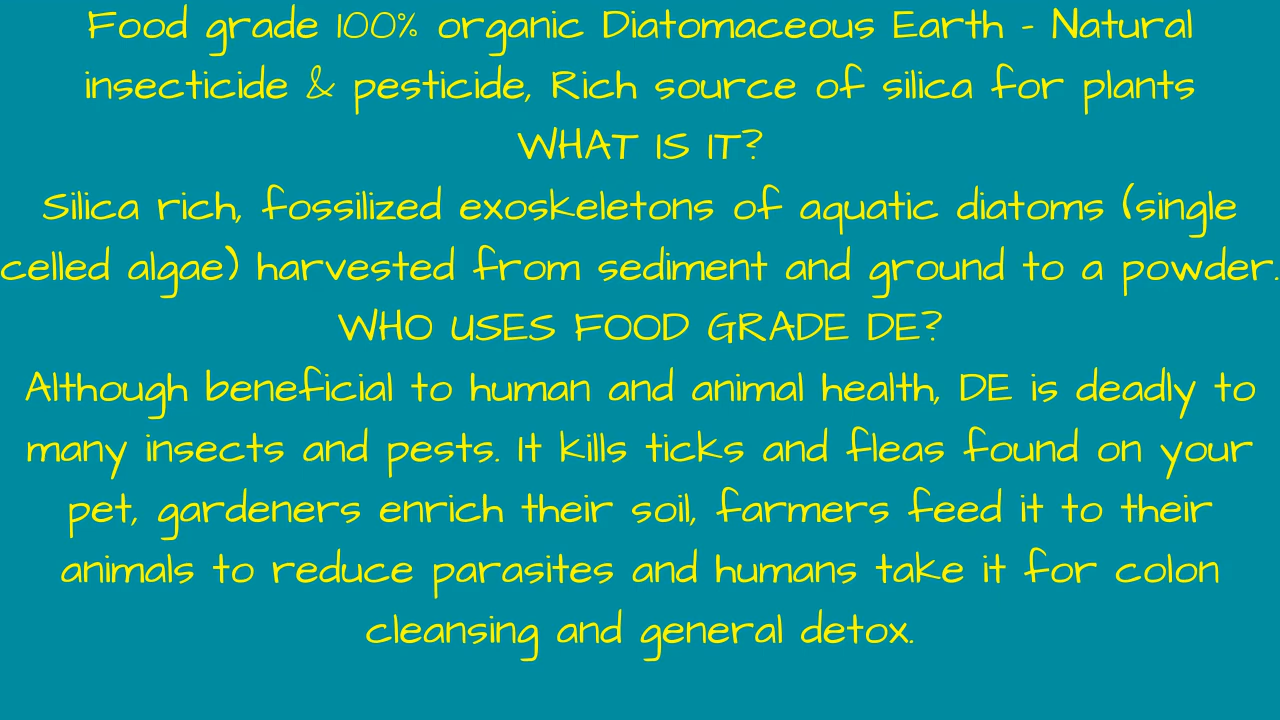 Food grade 100% organic Diatomaceous Earth - Natural
insecticide & pesticide, Rich source of silica for plants
WHAT IS IT?
Silica rich, fossilized exoskeletons of aquatic diatoms (single
celled algae) harvested from sediment and ground to a powder.
WHO USES FOOD GRADE DE?
Although beneficial to human and animal health, DE is deadly to
many insects and pests. It kills ticks and fleas found on your
pet, gardeners enrich their soil, farmers feed it to their
animals to reduce parasites and humans take it for colon
cleansing and general detox.